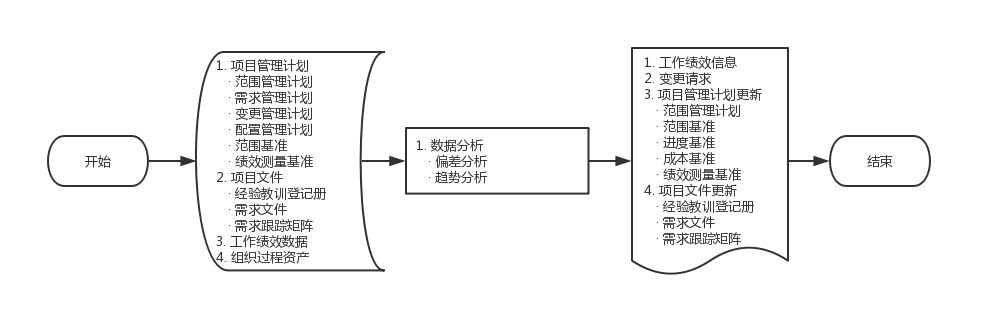 开始
1. 项目管理计划
· 范围管理计划
· 需求管理计划
· 变更管理计划
· 配置管理计划
· 范围基准
· 绩效测量基准
2. 项目文件
· 经验教训登记册
· 需求文件
· 需求跟踪矩阵
3. 工作绩效数据
4. 组织过程资产
1. 数据分析
· 偏差分析
· 趋势分析
1. 工作绩效信息
2. 变更请求
3. 项目管理计划更新
· 范围管理计划
· 范围基准
· 进度基准
· 成本基准
· 绩效测量基准
4. 项目文件更新
· 经验教训登记册
· 需求文件
· 需求跟踪矩阵
结束